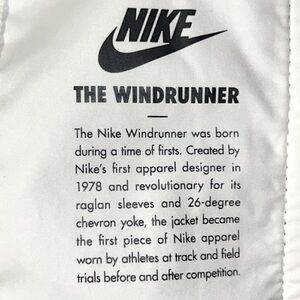 NIKE
THE WINDRUNNER
The Nike Windrunner was born
during a time of firsts. Created by
Nike's first apparel designer in
1978 and revolutionary for its
raglan sleeves and 26-degree
chevron yoke, the jacket became
the first piece of Nike apparel
worn by athletes at track and field
trials before and after competition.